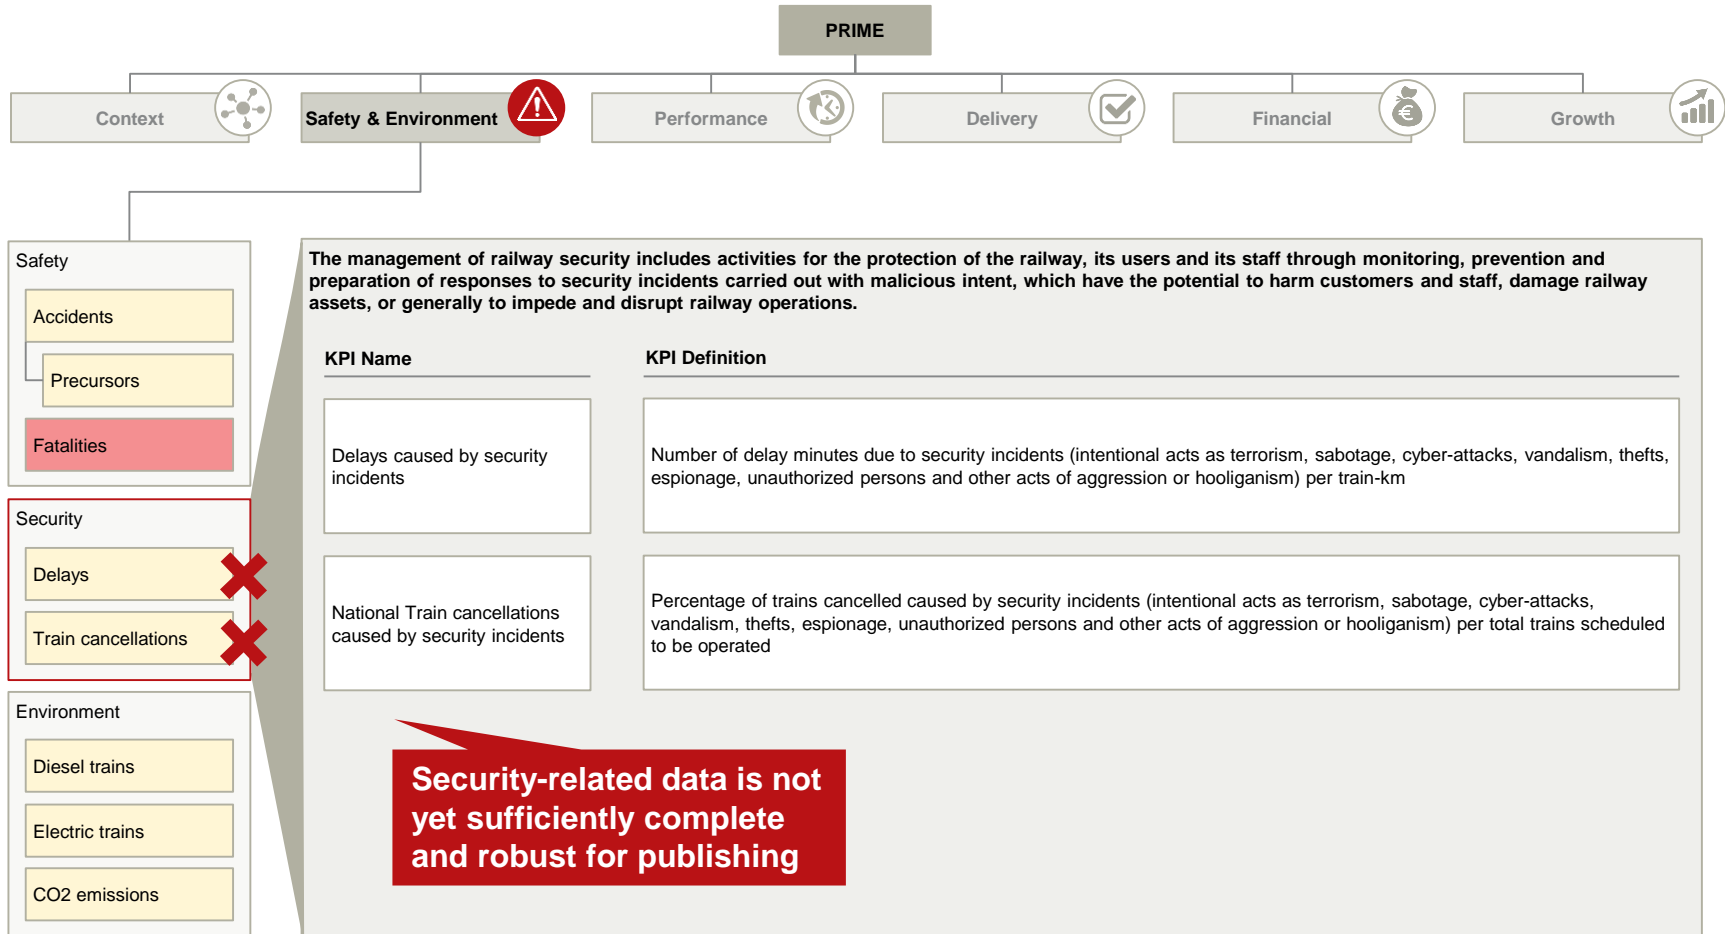 PRIME
Context
Safety & Environment
Performance
Delivery
Financial
Growth
Safety
Accidents
Precursors
Fatalities
Security
Delays
Train cancellations
Environment
Diesel trains
Electric trains
CO2 emissions
The management of railway security includes activities for the protection of the railway, its users and its staff through monitoring, prevention and
preparation of responses to security incidents carried out with malicious intent, which have the potential to harm customers and staff, damage railway
assets, or generally to impede and disrupt railway operations.
KPI Name
KPI Definition
Delays caused by security
incidents
Number of delay minutes due to security incidents (intentional acts as terrorism, sabotage, cyber-attacks, vandalism, thefts,
espionage, unauthorized persons and other acts of aggression or hooliganism) per train-km
National Train cancellations
caused by security incidents
Percentage of trains cancelled caused by security incidents (intentional acts as terrorism, sabotage, cyber-attacks,
vandalism, thefts, espionage, unauthorized persons and other acts of aggression or hooliganism) per total trains scheduled
to be operated
Security-related data is not
yet sufficiently complete
and robust for publishing